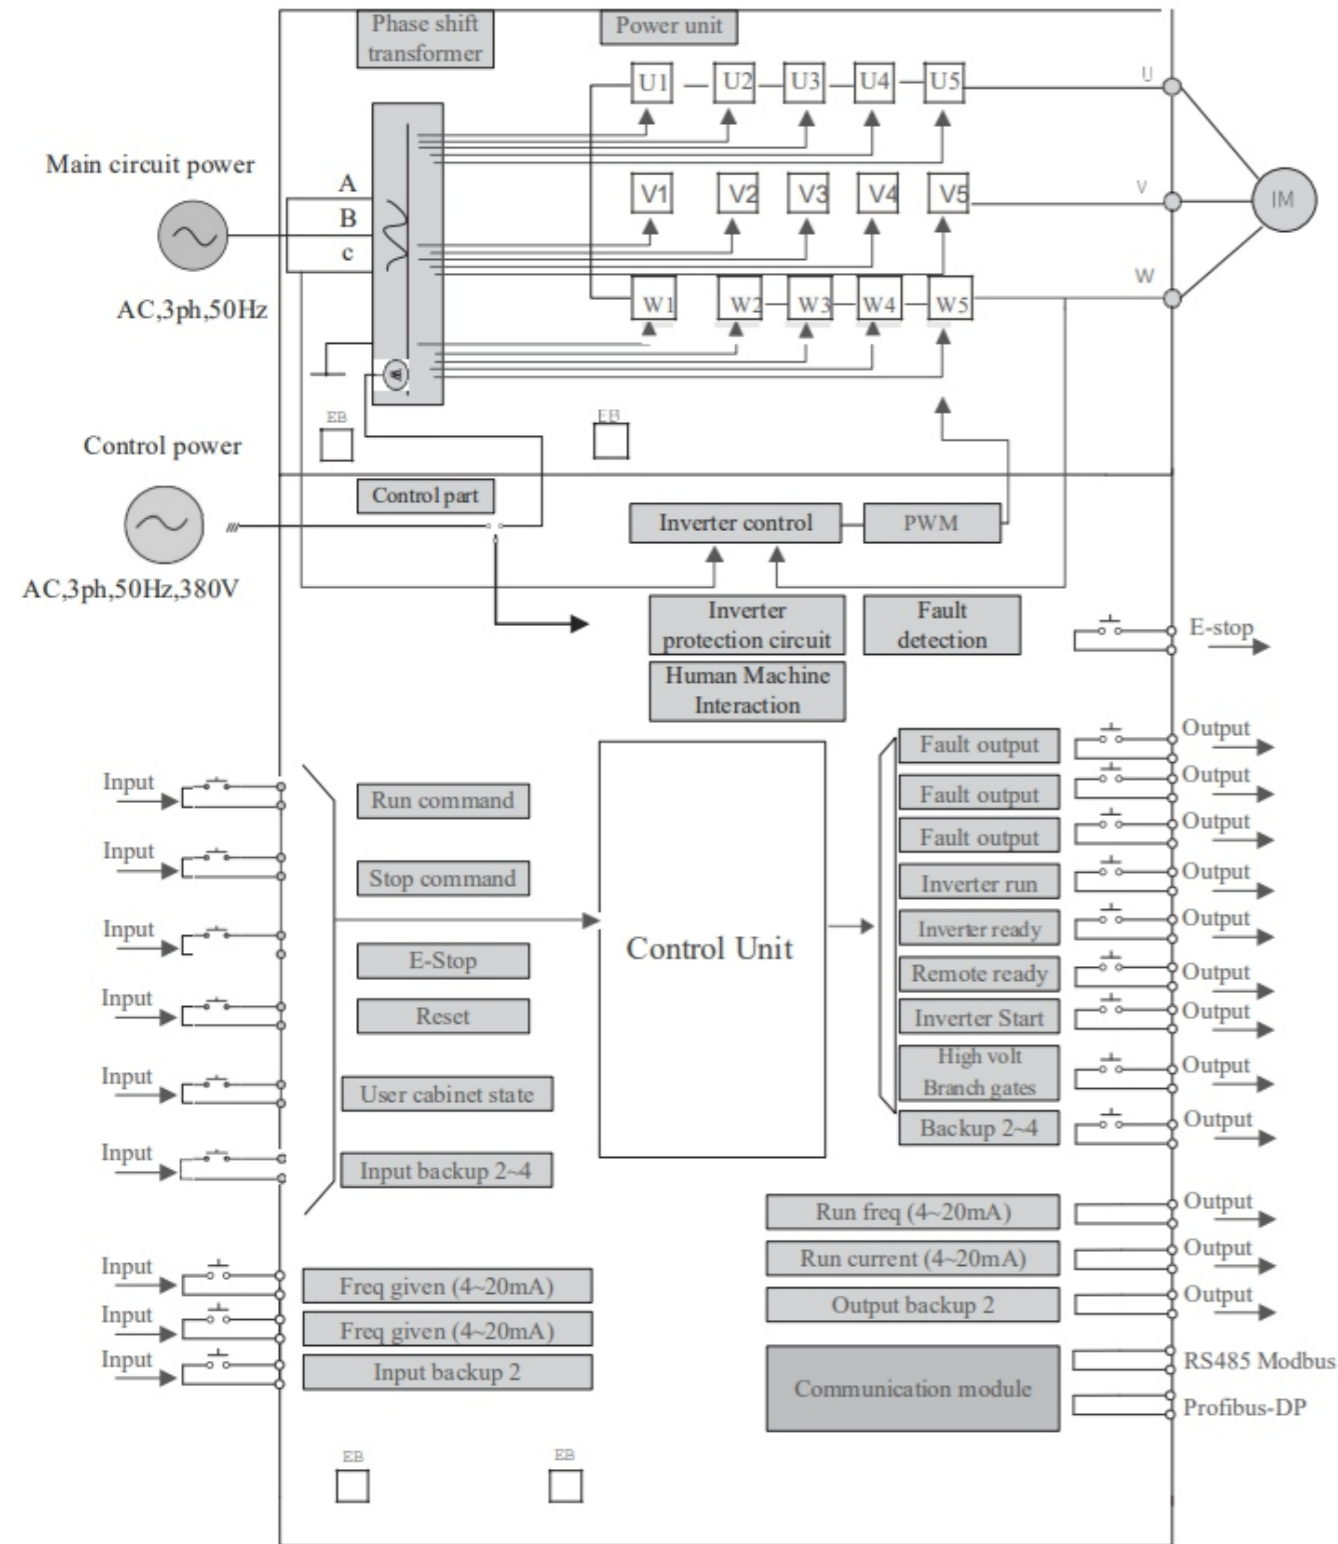 Phase shift
transformer
Power unit
U1
U2
U3
U4
U5
U
Main circuit power
A
B
c
V1
V2
V3
V4
V5
V
IM
AC,3ph,50Hz
W1
W2
W3
W4
W5
W
EB
EB
Control power
Control part
Inverter control
PWM
AC,3ph,50Hz,380V
Inverter
protection circuit
Fault
detection
Human Machine
Interaction
E-stop
Input
Input
Input
Input
Input
Input
Run command
Stop command
E-Stop
Reset
User cabinet state
Input backup 2~4
Control Unit
Fault output
Output
Fault output
Output
Fault output
Output
Inverter run
Output
Inverter ready
Output
Remote ready
Output
Inverter Start
Output
High volt
Branch gates
Output
Backup 2~4
Output
Input
Freq given (4~20mA)
Input
Freq given (4~20mA)
Input
Input backup 2
Run freq (4~20mA)
Output
Run current (4~20mA)
Output
Output backup 2
Output
Communication module
RS485 Modbus
Profibus-DP
EB
EB